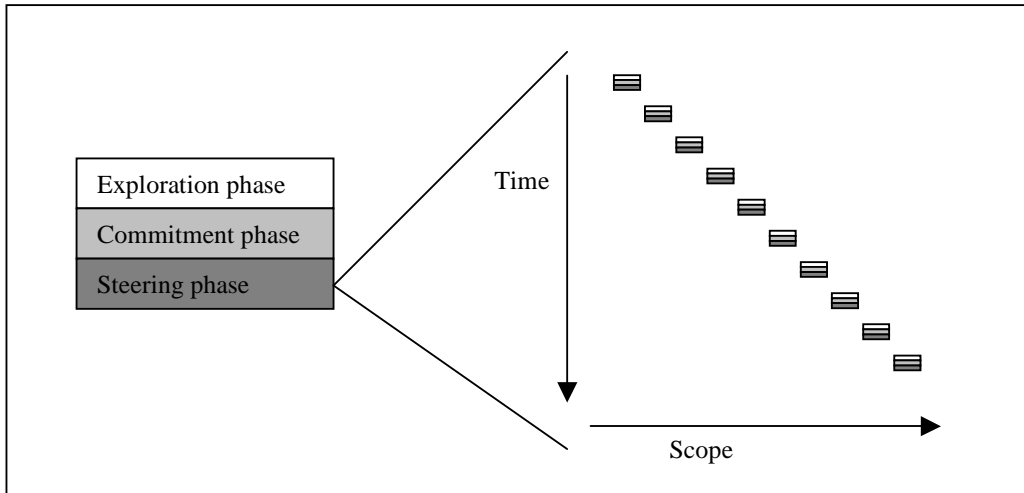 Exploration phase
Commitment phase
Steering phase
Time
Scope